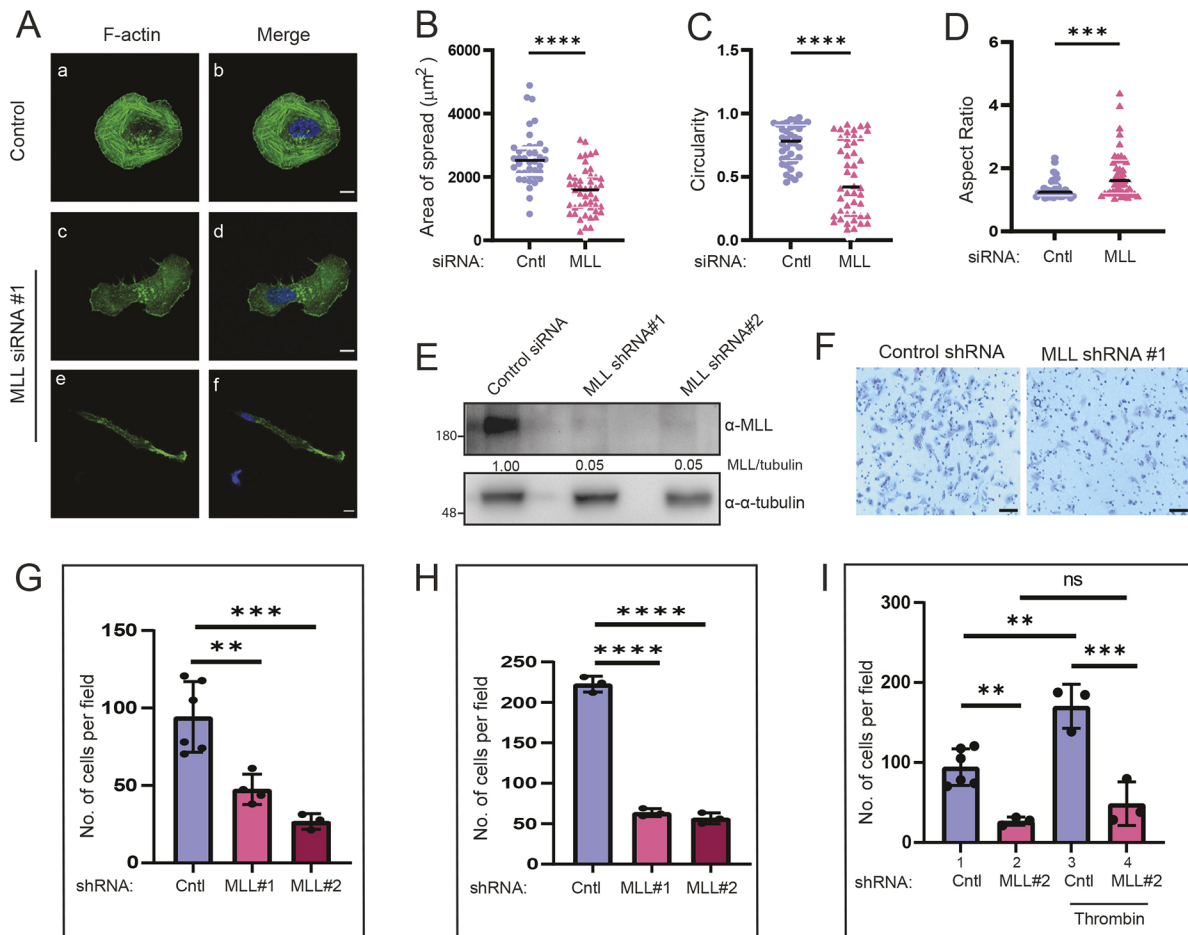 A
F-actin
Merge
Control
a
b
MLL siRNA #1
c
d
e
f
B
****
Area of spread (μm²)
6000
4000
2000
0
siRNA:
Cntl
MLL
C
****
Circularity
1.5
1.0
0.5
0.0
siRNA:
Cntl
MLL
D
***
Aspect Ratio
6
4
2
0
siRNA:
Cntl
MLL
E
Control siRNA
MLL shRNA#1
MLL shRNA#2
180
α-MLL
1.00
0.05
0.05
MLL/tubulin
48
α-α-tubulin
F
Control shRNA
MLL shRNA #1
G
***
**
No. of cells per field
150
100
50
0
shRNA:
Cntl
MLL#1
MLL#2
H
****
****
No. of cells per field
250
200
150
100
50
0
shRNA:
Cntl
MLL#1
MLL#2
I
ns
**
***
**
No. of cells per field
300
200
100
0
1
2
3
4
shRNA:
Cntl
MLL#2
Cntl
MLL#2
Thrombin